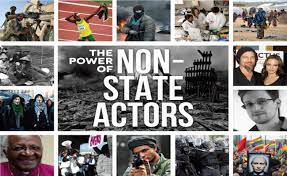 THE
POWER
OF
NON-
STATE
ACTORS